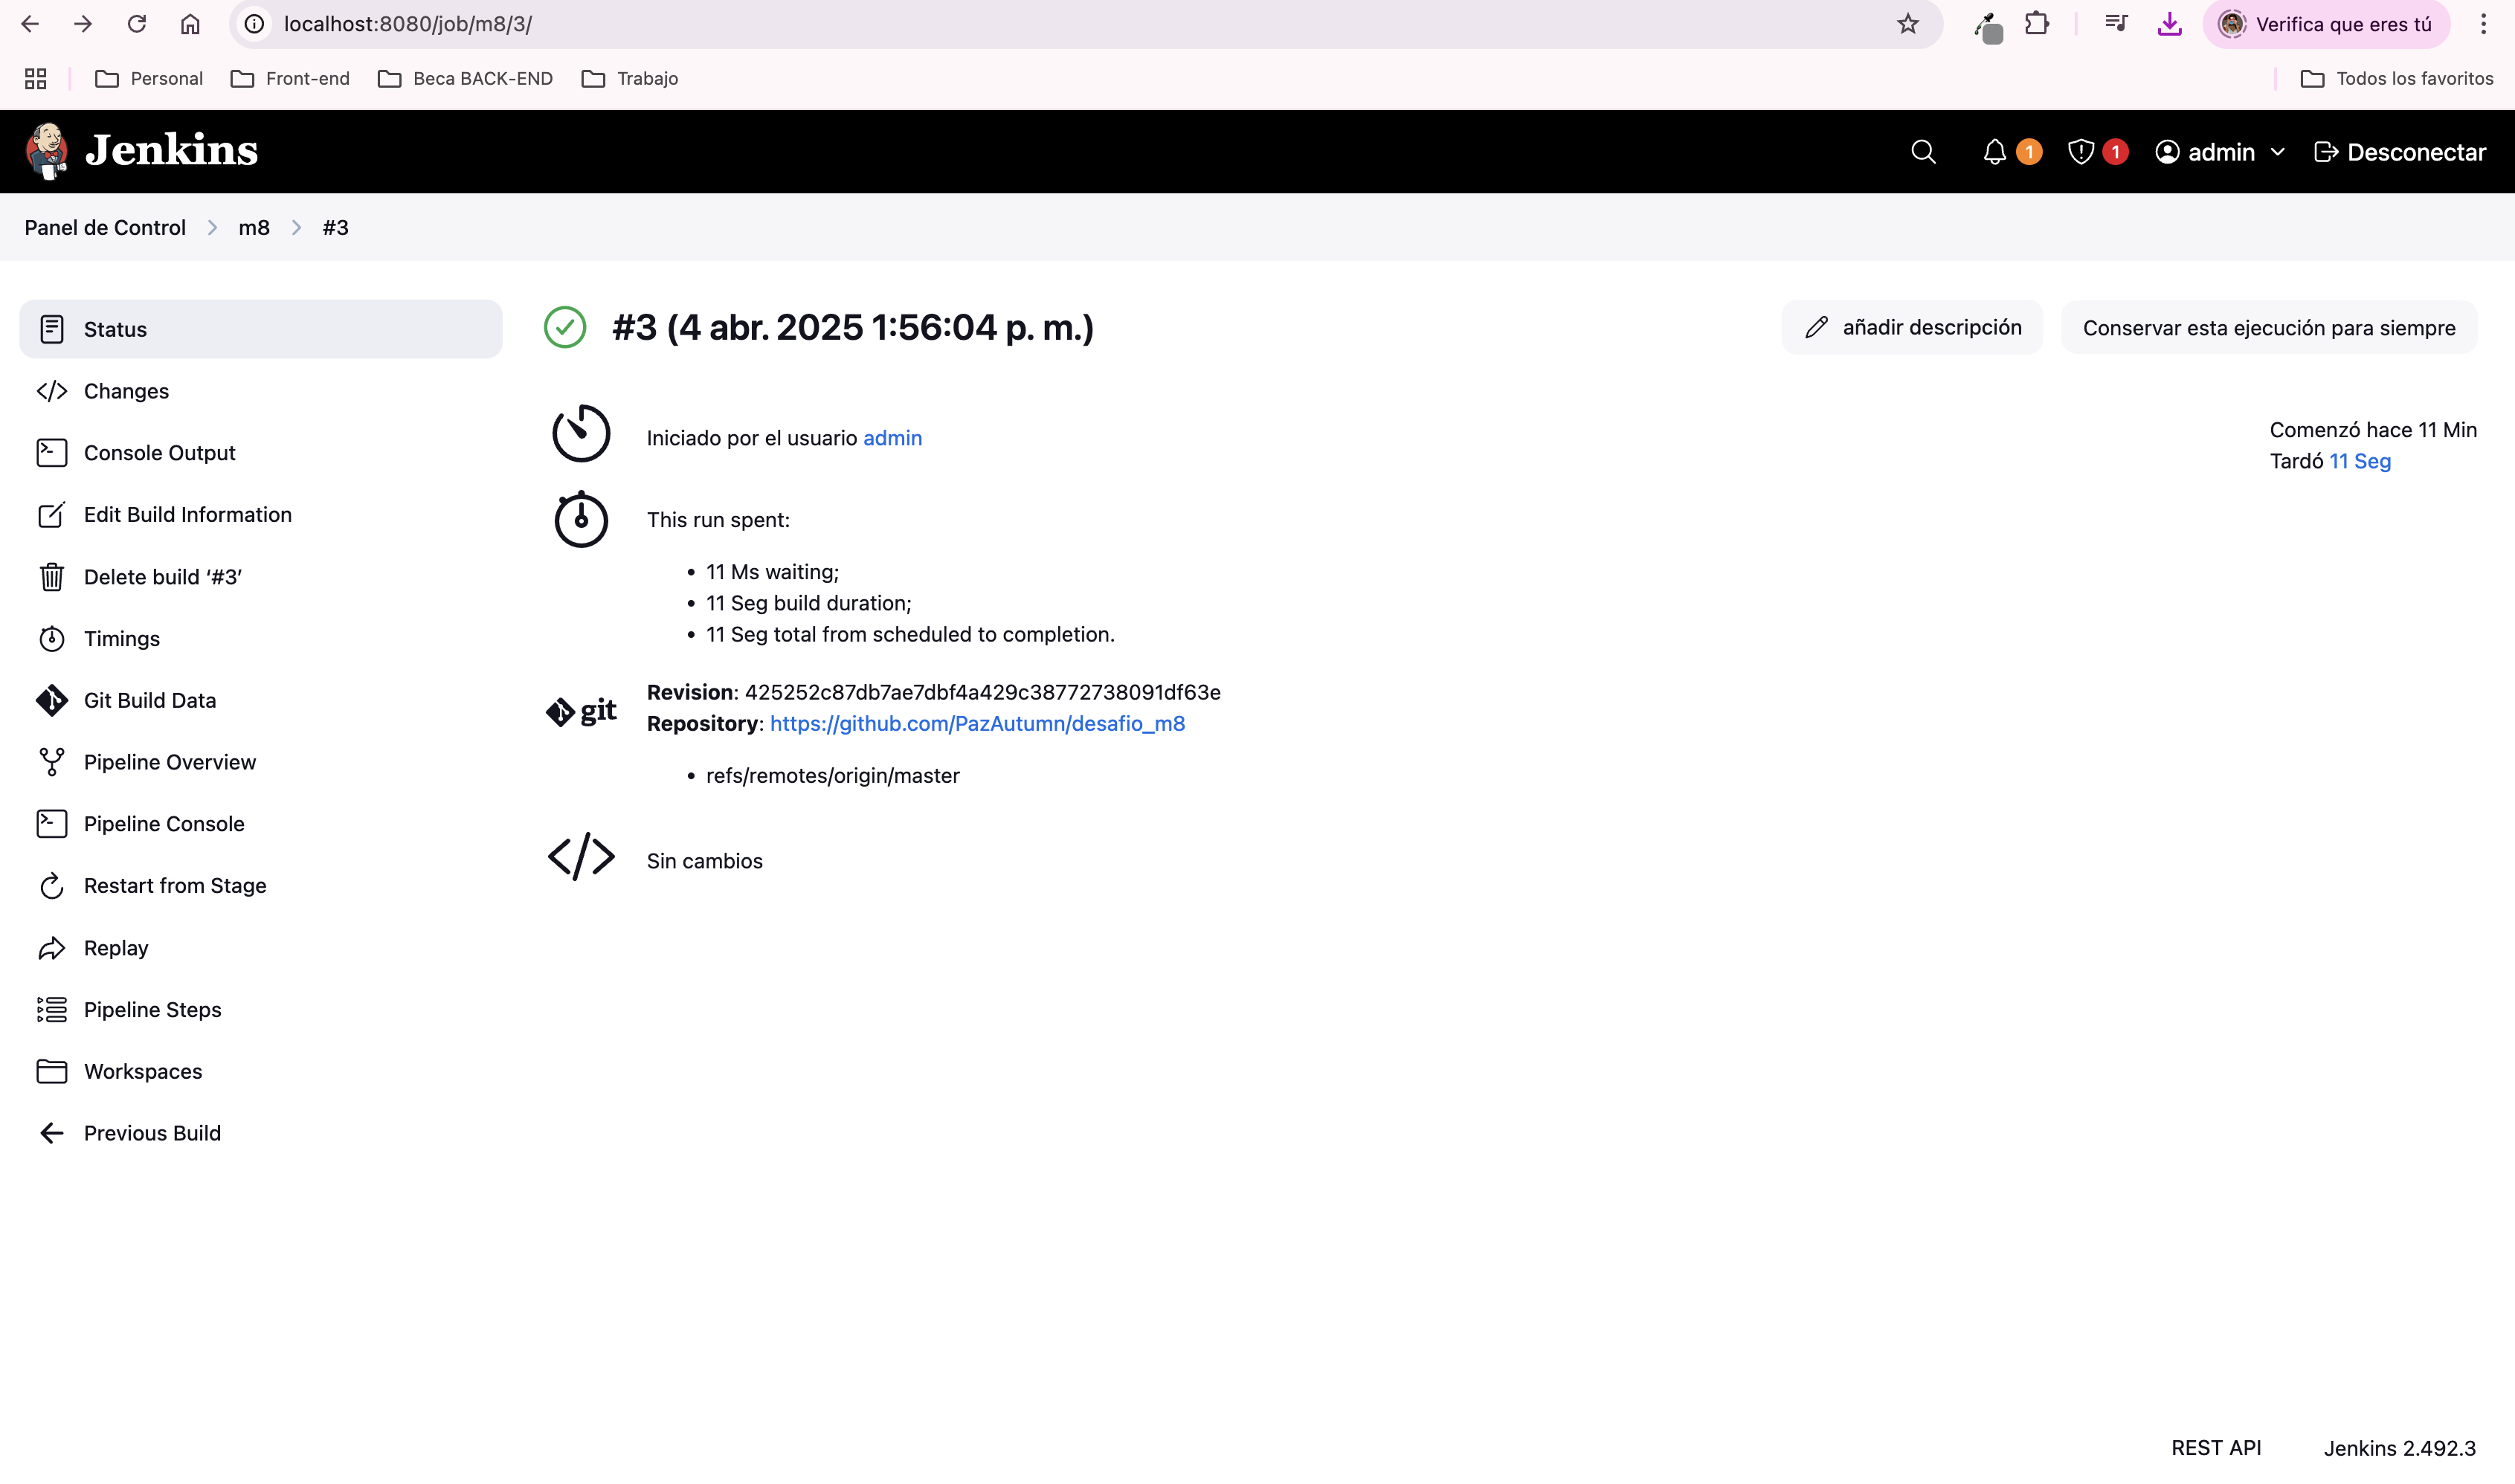 localhost:8080/job/m8/3/
Verifica que eres tú
Personal
Front-end
Beca BACK-END
Trabajo
Todos los favoritos
Jenkins
1
1
admin
Desconectar
Panel de Control
m8
#3
Status
Changes
Console Output
Edit Build Information
Delete build ‘#3’
Timings
Git Build Data
Pipeline Overview
Pipeline Console
Restart from Stage
Replay
Pipeline Steps
Workspaces
Previous Build
#3 (4 abr. 2025 1:56:04 p. m.)
añadir descripción
Conservar esta ejecución para siempre
Iniciado por el usuario admin
Comenzó hace 11 Min
Tardó 11 Seg
This run spent:
• 11 Ms waiting;
• 11 Seg build duration;
• 11 Seg total from scheduled to completion.
git
Revision: 425252c87db7ae7dbf4a429c38772738091df63e
Repository: https://github.com/PazAutumn/desafio_m8
• refs/remotes/origin/master
Sin cambios
REST API
Jenkins 2.492.3